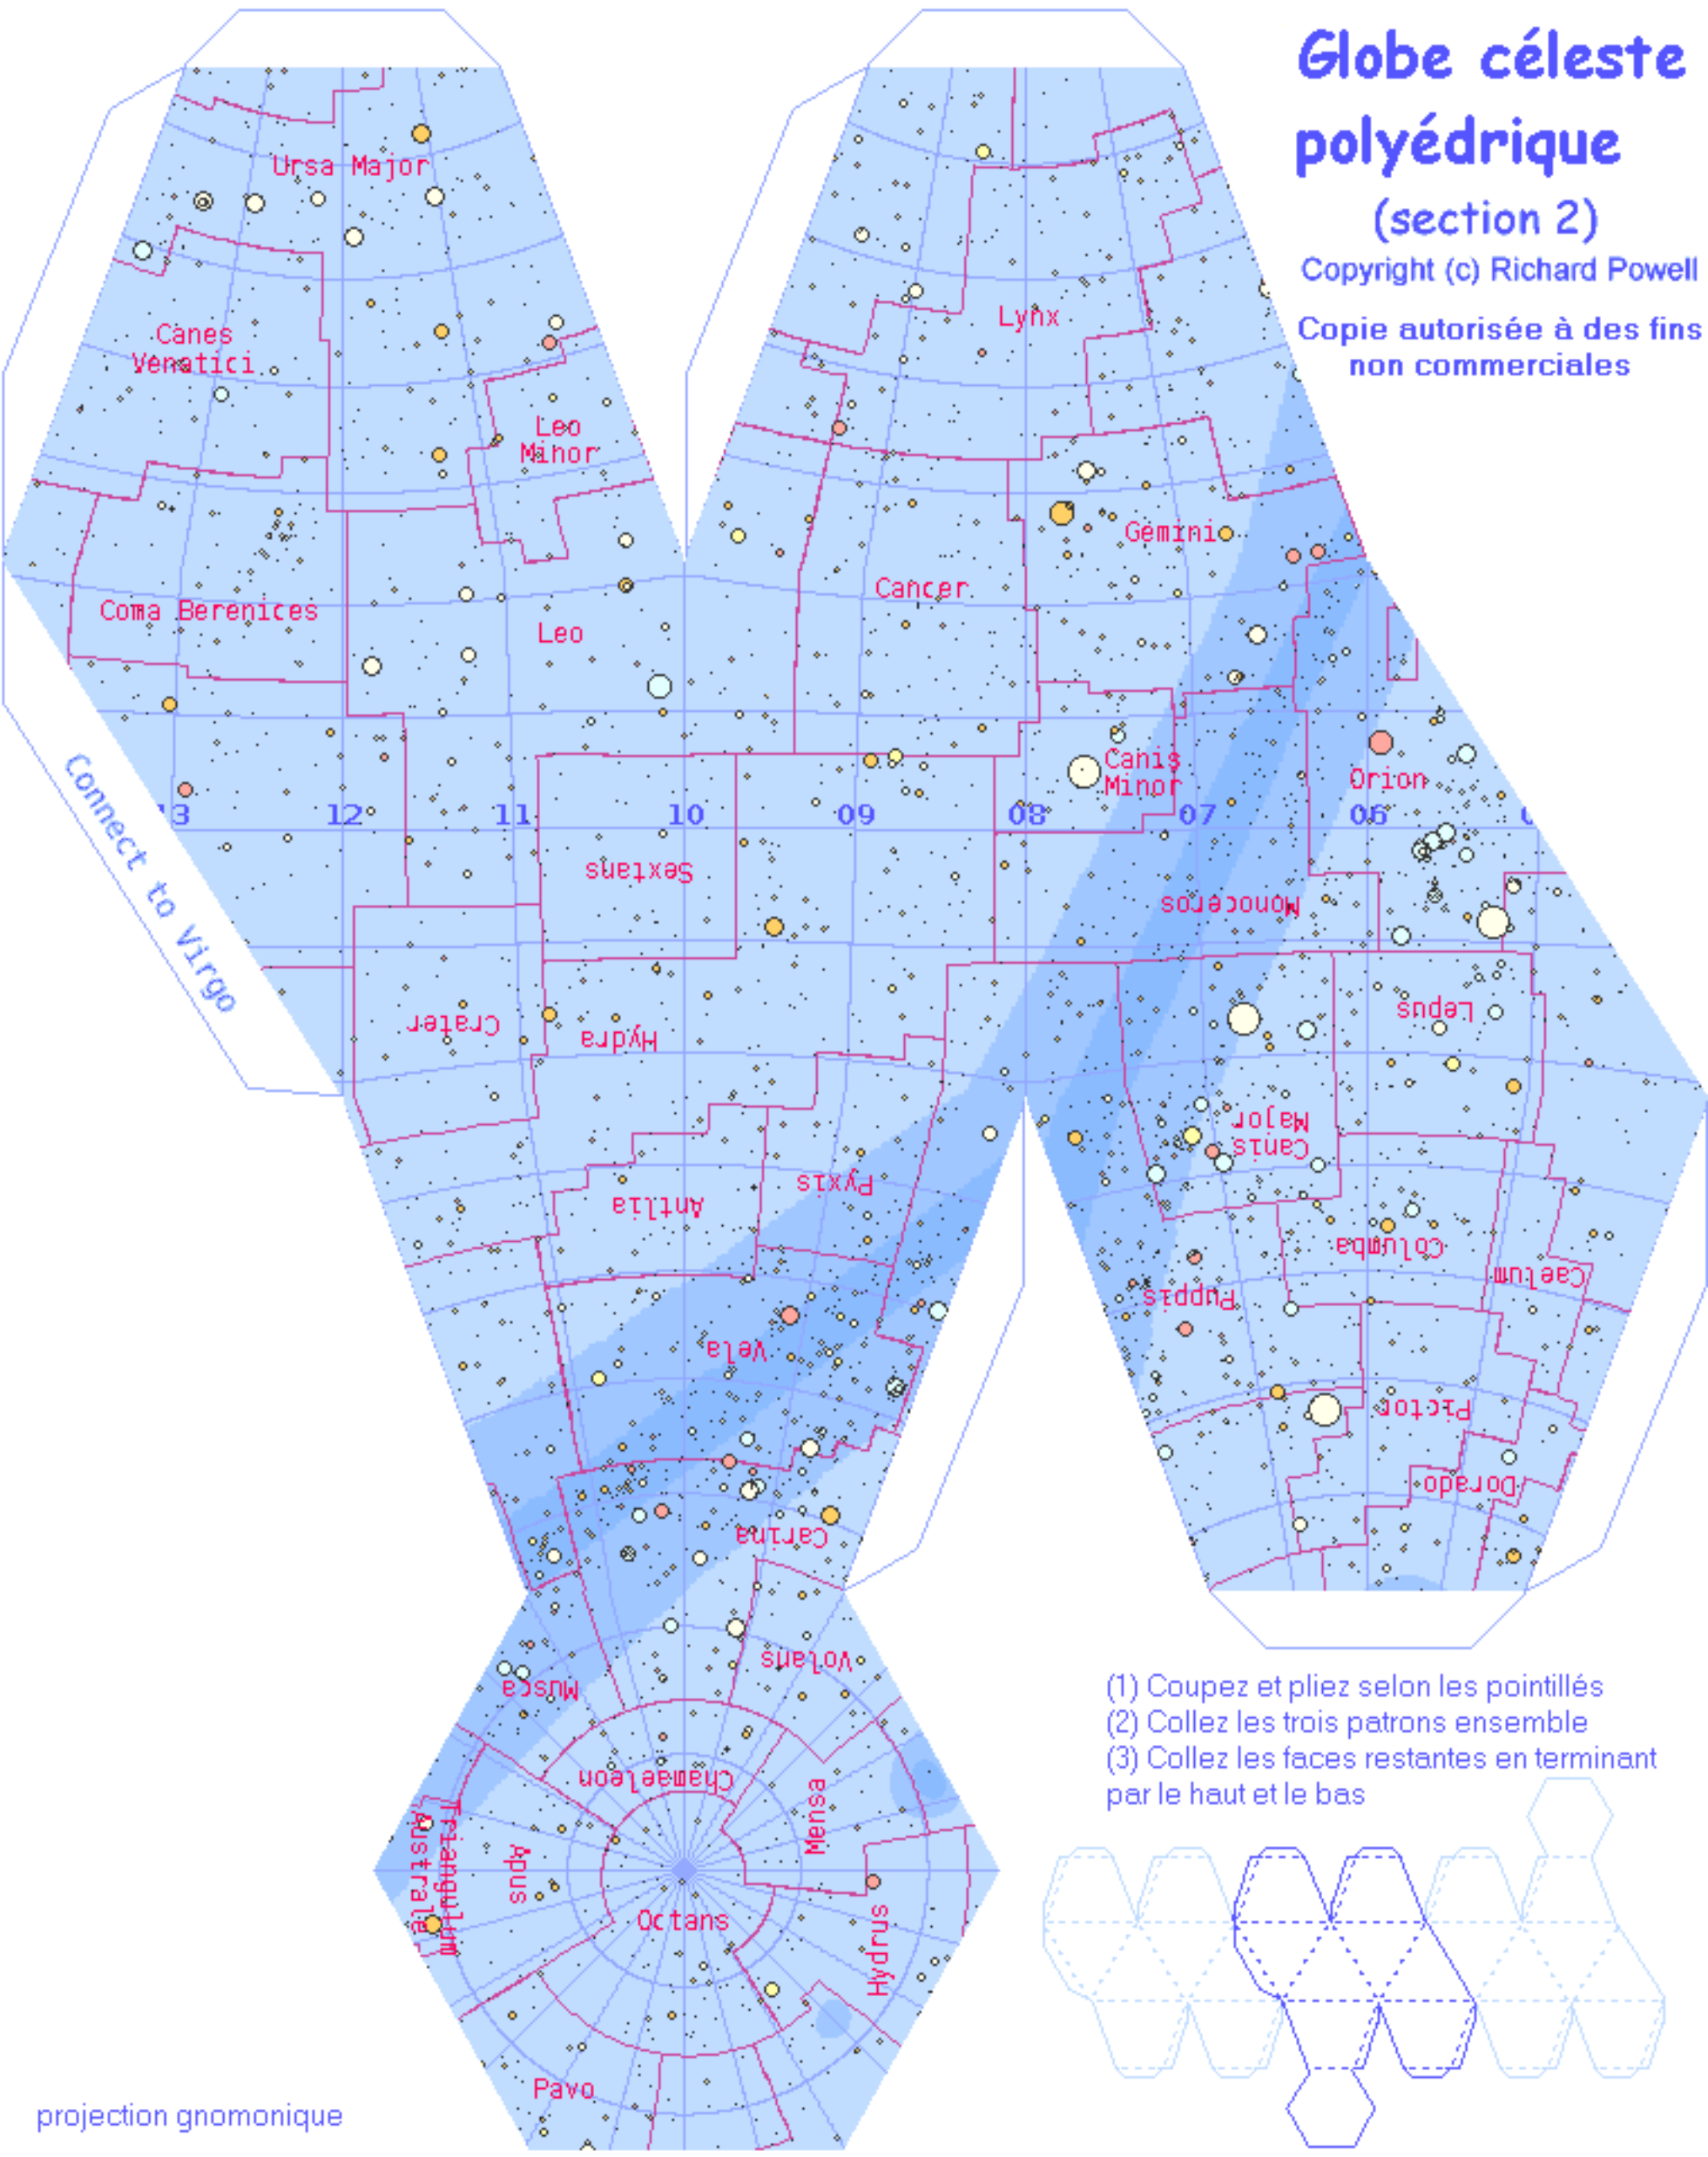 Globe céleste
polyédrique
(section 2)
Copyright (c) Richard Powell
Copie autorisée à des fins
non commerciales
Ursa Major
Canes
Venatici
Leo
Minor
Lynx
Gemini
Coma Berenices
Leo
Cancer
Canis
Minor
Orion
Connect to Virgo
13 12 11 10 09 08 07 06
Sextans
Monoceros
Crater
Hydra
Lepus
Canis
Major
Antlia
Pyxis
Columba
Caelum
Puppis
Vela
Pictor
Dorado
Carina
Volans
Musca
Chamaeleon
Mensa
Apus
Triangulum
Australe
Octans
Hydrus
Pavo
(1) Coupez et pliez selon les pointillés
(2) Collez les trois patrons ensemble
(3) Collez les faces restantes en terminant
par le haut et le bas
projection gnomonique